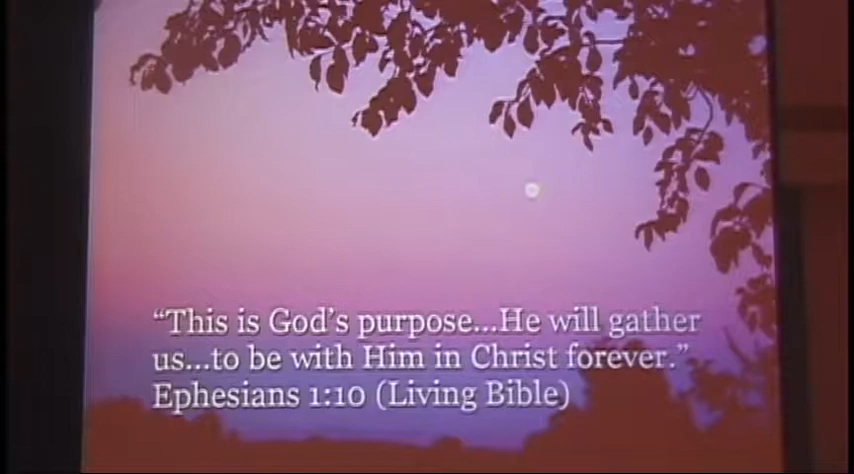 “This is God’s purpose...He will gather
us...to be with Him in Christ forever.”
Ephesians 1:10 (Living Bible)